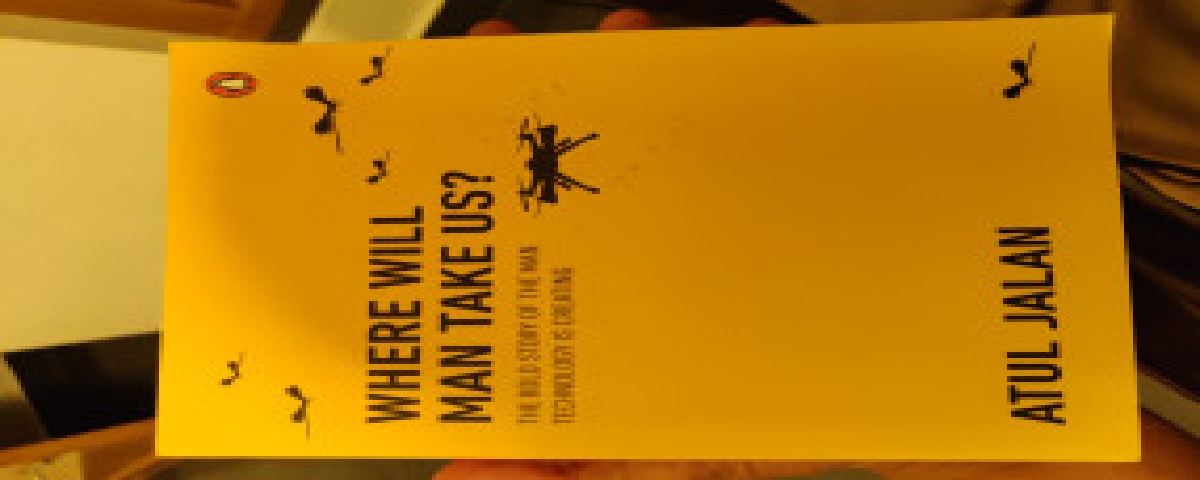 WHERE WILL
MAN TAKE US?
THE BOLD STORY OF THE MAN
TECHNOLOGY IS CREATING
ATUL JALAN